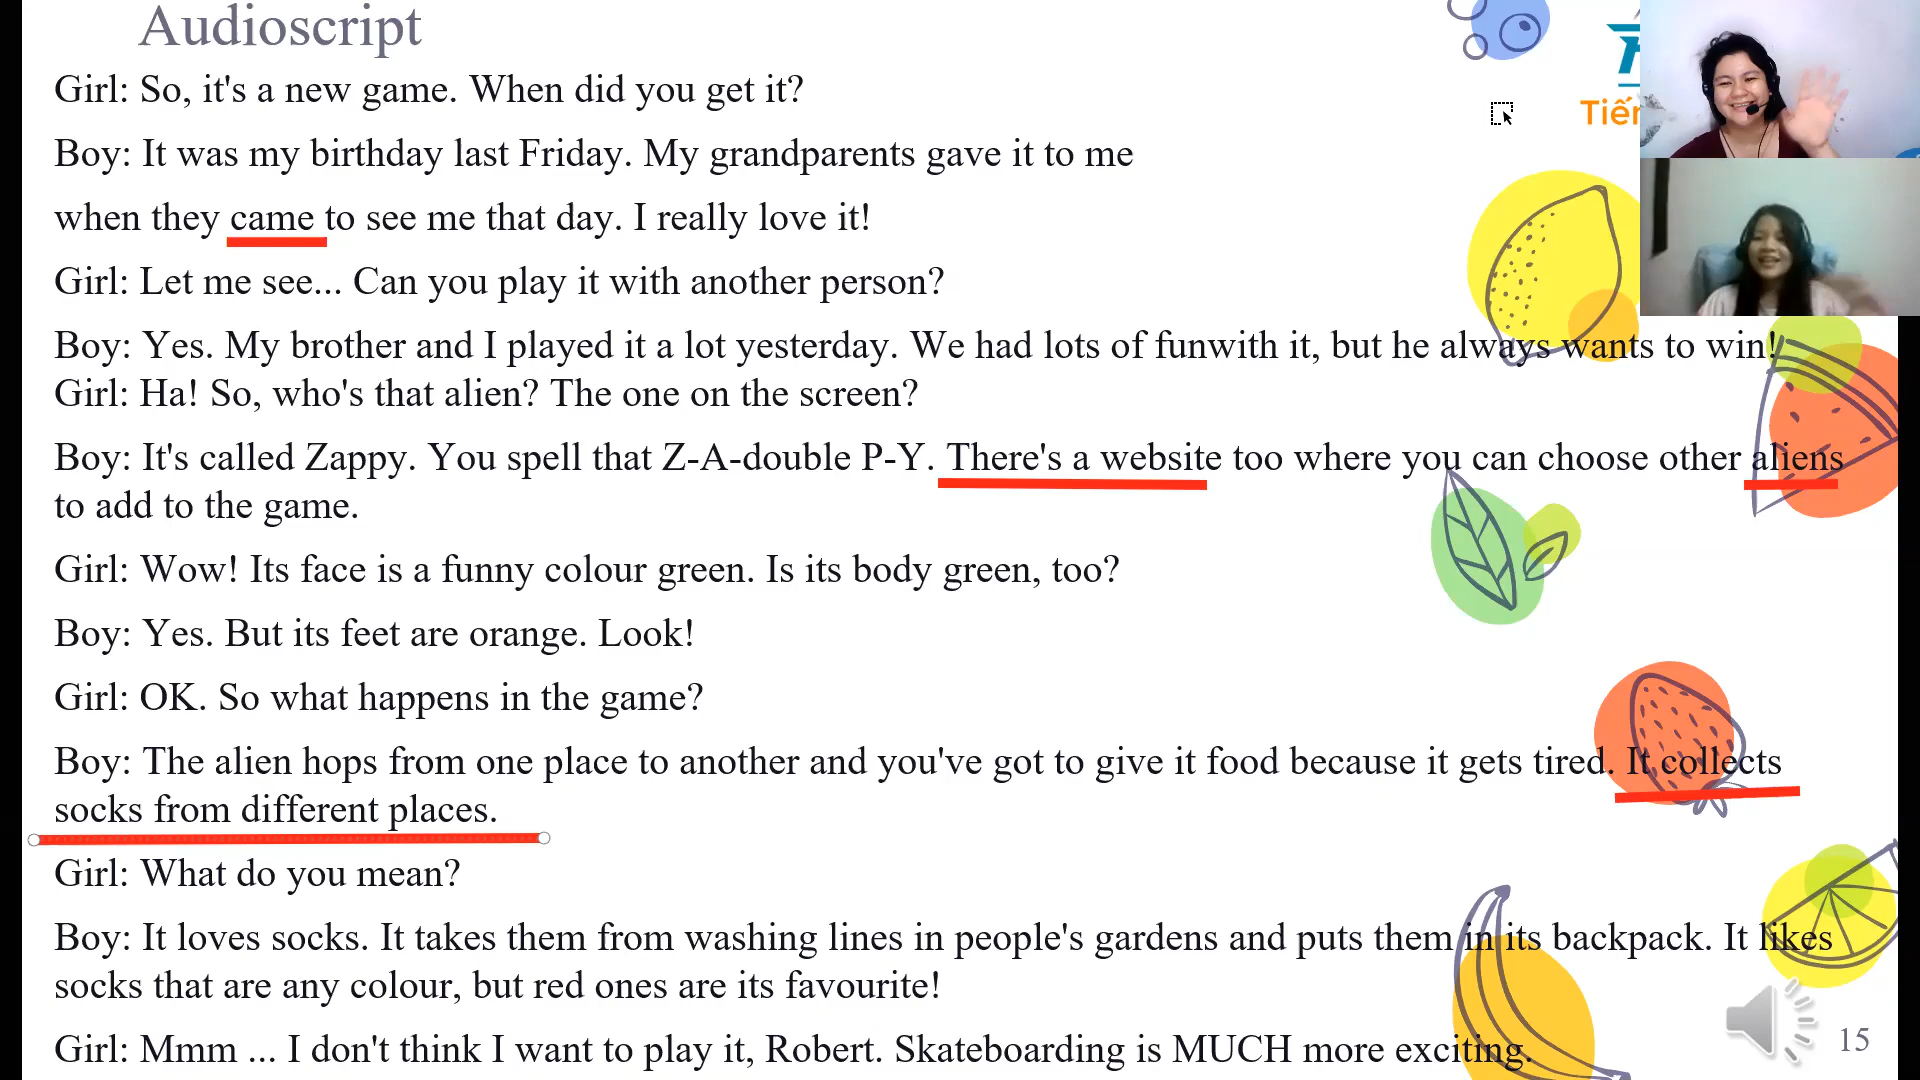 Audioscript
Girl: So, it's a new game. When did you get it?
Boy: It was my birthday last Friday. My grandparents gave it to me
when they came to see me that day. I really love it!
Girl: Let me see... Can you play it with another person?
Boy: Yes. My brother and I played it a lot yesterday. We had lots of funwith it, but he always wants to win!
Girl: Ha! So, who's that alien? The one on the screen?
Boy: It's called Zappy. You spell that Z-A-double P-Y. There's a website too where you can choose other aliens
to add to the game.
Girl: Wow! Its face is a funny colour green. Is its body green, too?
Boy: Yes. But its feet are orange. Look!
Girl: OK. So what happens in the game?
Boy: The alien hops from one place to another and you've got to give it food because it gets tired. It collects
socks from different places.
Girl: What do you mean?
Boy: It loves socks. It takes them from washing lines in people's gardens and puts them in its backpack. It likes
socks that are any colour, but red ones are its favourite!
Girl: Mmm ... I don't think I want to play it, Robert. Skateboarding is MUCH more exciting.
15